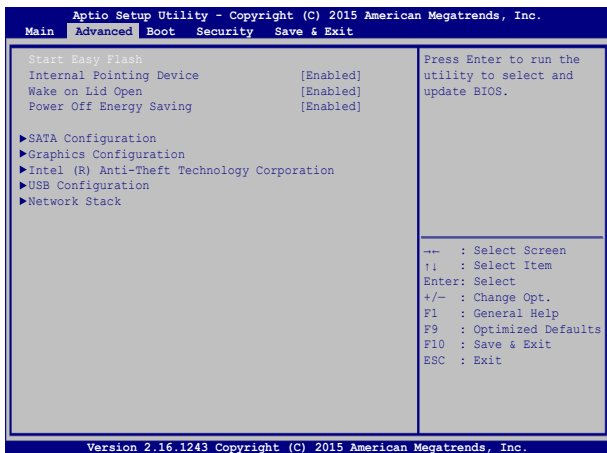 Aptio Setup Utility - Copyright (C) 2015 American Megatrends, Inc.
Main Advanced Boot Security Save & Exit
Start Easy Flash
Internal Pointing Device [Enabled]
Wake on Lid Open [Enabled]
Power Off Energy Saving [Enabled]
▶SATA Configuration
▶Graphics Configuration
▶Intel (R) Anti-Theft Technology Corporation
▶USB Configuration
▶Network Stack
Press Enter to run the
utility to select and
update BIOS.
→← : Select Screen
↑↓ : Select Item
Enter: Select
+/— : Change Opt.
F1 : General Help
F9 : Optimized Defaults
F10 : Save & Exit
ESC : Exit
Version 2.16.1243 Copyright (C) 2015 American Megatrends, Inc.